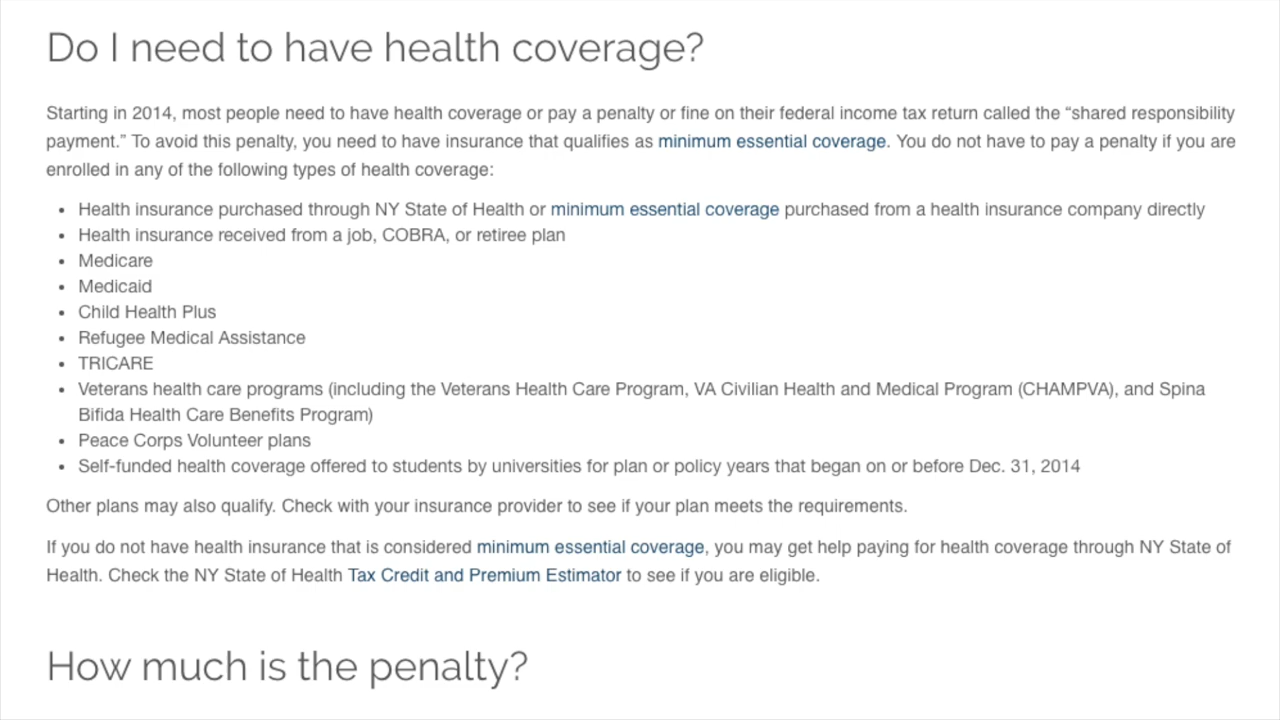 Do I need to have health coverage?
Starting in 2014, most people need to have health coverage or pay a penalty or fine on their federal income tax return called the “shared responsibility
payment.” To avoid this penalty, you need to have insurance that qualifies as minimum essential coverage. You do not have to pay a penalty if you are
enrolled in any of the following types of health coverage:
• Health insurance purchased through NY State of Health or minimum essential coverage purchased from a health insurance company directly
• Health insurance received from a job, COBRA, or retiree plan
• Medicare
• Medicaid
• Child Health Plus
• Refugee Medical Assistance
• TRICARE
• Veterans health care programs (including the Veterans Health Care Program, VA Civilian Health and Medical Program (CHAMPVA), and Spina
Bifida Health Care Benefits Program)
• Peace Corps Volunteer plans
• Self-funded health coverage offered to students by universities for plan or policy years that began on or before Dec. 31, 2014
Other plans may also qualify. Check with your insurance provider to see if your plan meets the requirements.
If you do not have health insurance that is considered minimum essential coverage, you may get help paying for health coverage through NY State of
Health. Check the NY State of Health Tax Credit and Premium Estimator to see if you are eligible.
How much is the penalty?